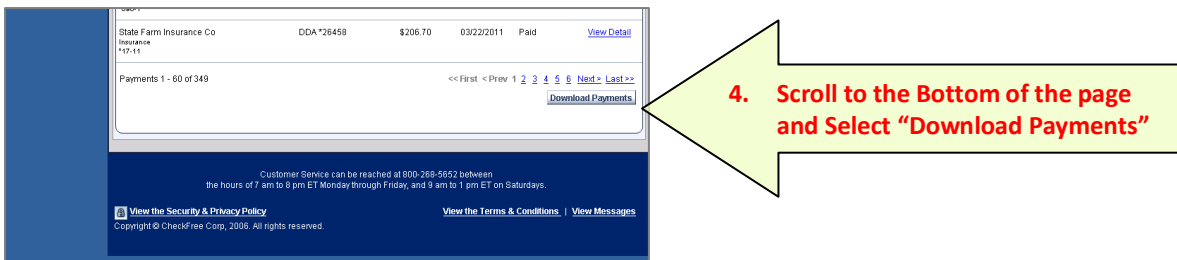 State Farm Insurance Co DDA *26458 $206.70 03/22/2011 Paid View Detail
Insurance
*17-11
Payments 1 - 60 of 349 << First < Prev 1 2 3 4 5 6 Next > Last >>
Download Payments
4. Scroll to the Bottom of the page
and Select “Download Payments”
Customer Service can be reached at 800-268-5652 between
the hours of 7 am to 8 pm ET Monday through Friday, and 9 am to 1 pm ET on Saturdays.
View the Security & Privacy Policy View the Terms & Conditions | View Messages
Copyright © CheckFree Corp, 2006. All rights reserved.